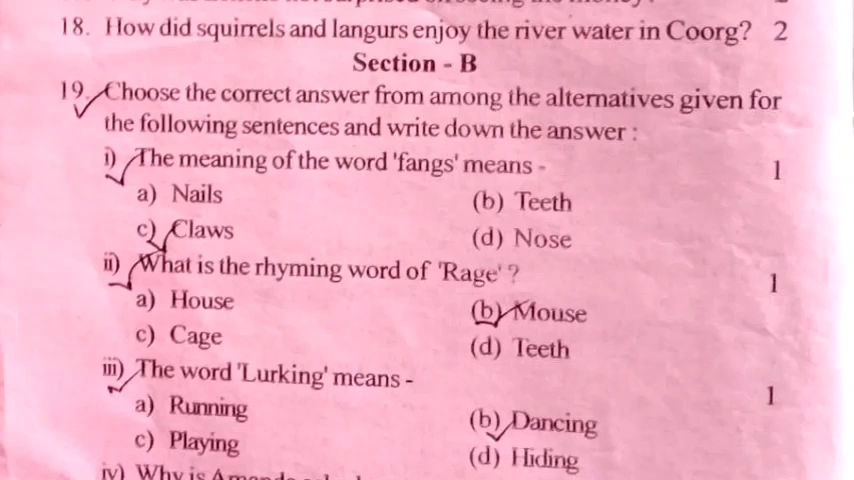 18. How did squirrels and langurs enjoy the river water in Coorg? 2
Section - B
19. Choose the correct answer from among the alternatives given for
the following sentences and write down the answer :
i) The meaning of the word 'fangs' means - 1
a) Nails (b) Teeth
c) Claws (d) Nose
ii) What is the rhyming word of 'Rage' ? 1
a) House (b) Mouse
c) Cage (d) Teeth
iii) The word 'Lurking' means - 1
a) Running (b) Dancing
c) Playing (d) Hiding
iv) Why is